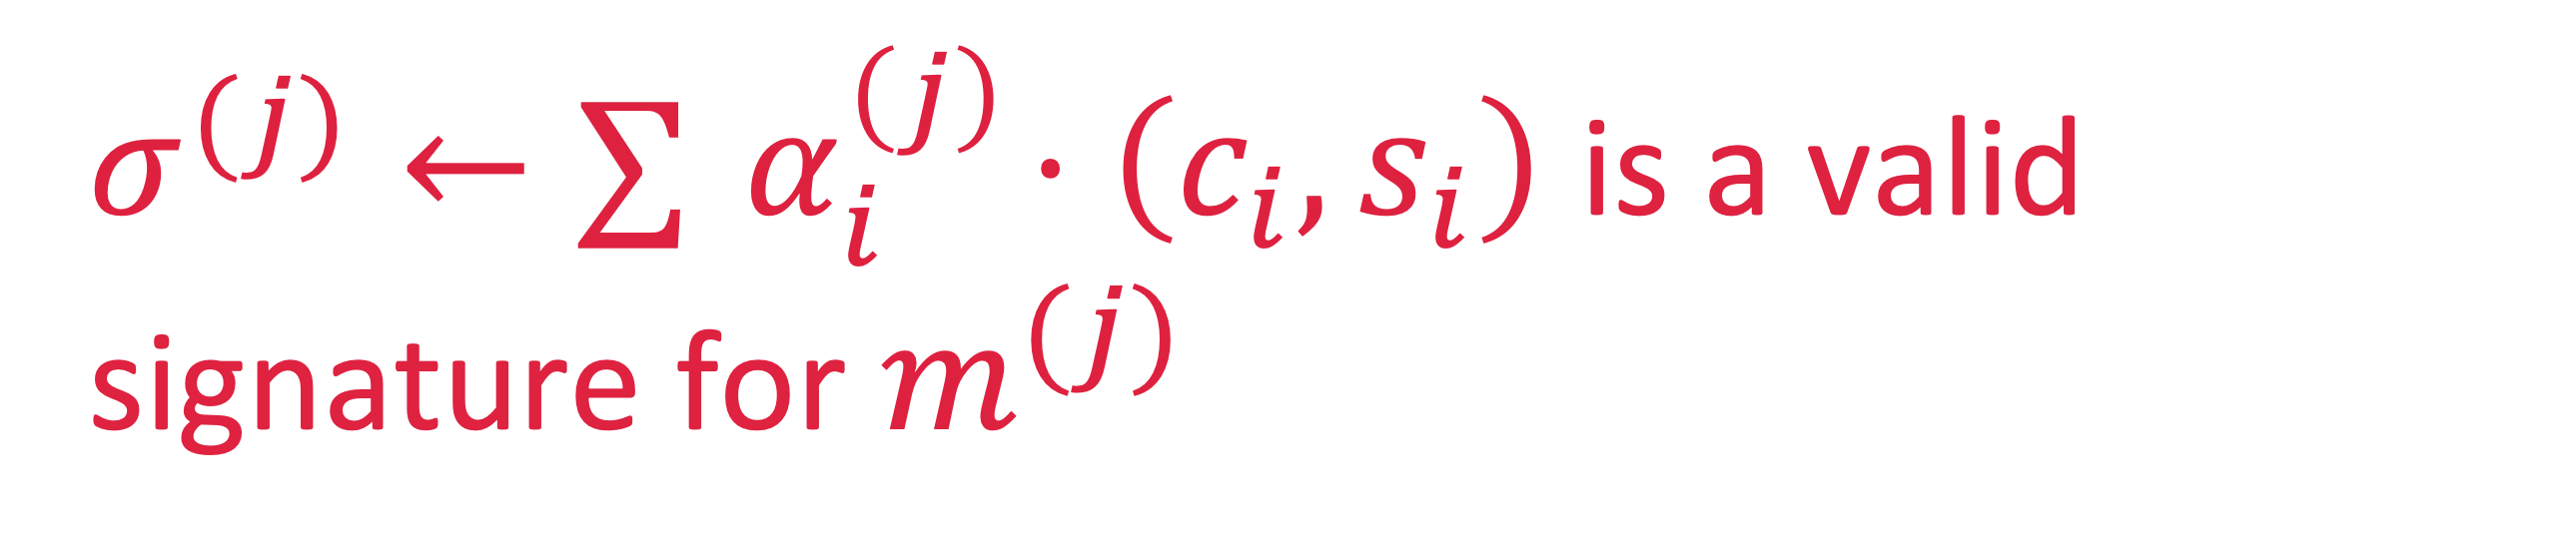 σ^(j) ← ∑ α_i^(j) · (c_i, s_i) is a valid
signature for m^(j)